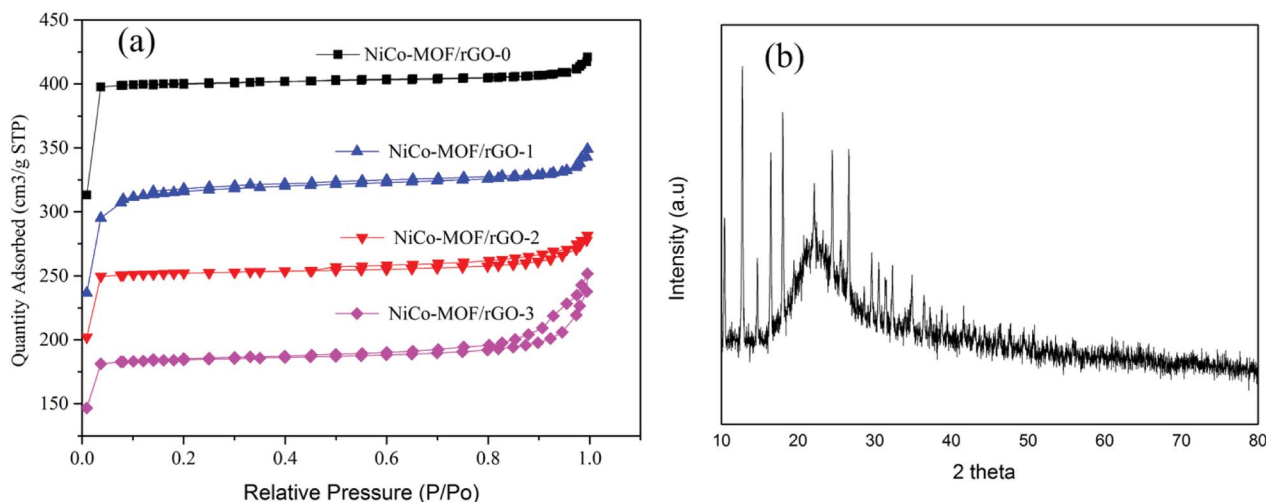 (a)
Quantity Adsorbed (cm3/g STP)
450
400
350
300
250
200
150
NiCo-MOF/rGO-0
NiCo-MOF/rGO-1
NiCo-MOF/rGO-2
NiCo-MOF/rGO-3
0.0 0.2 0.4 0.6 0.8 1.0
Relative Pressure (P/Po)
(b)
Intensity (a.u)
10 20 30 40 50 60 70 80
2 theta